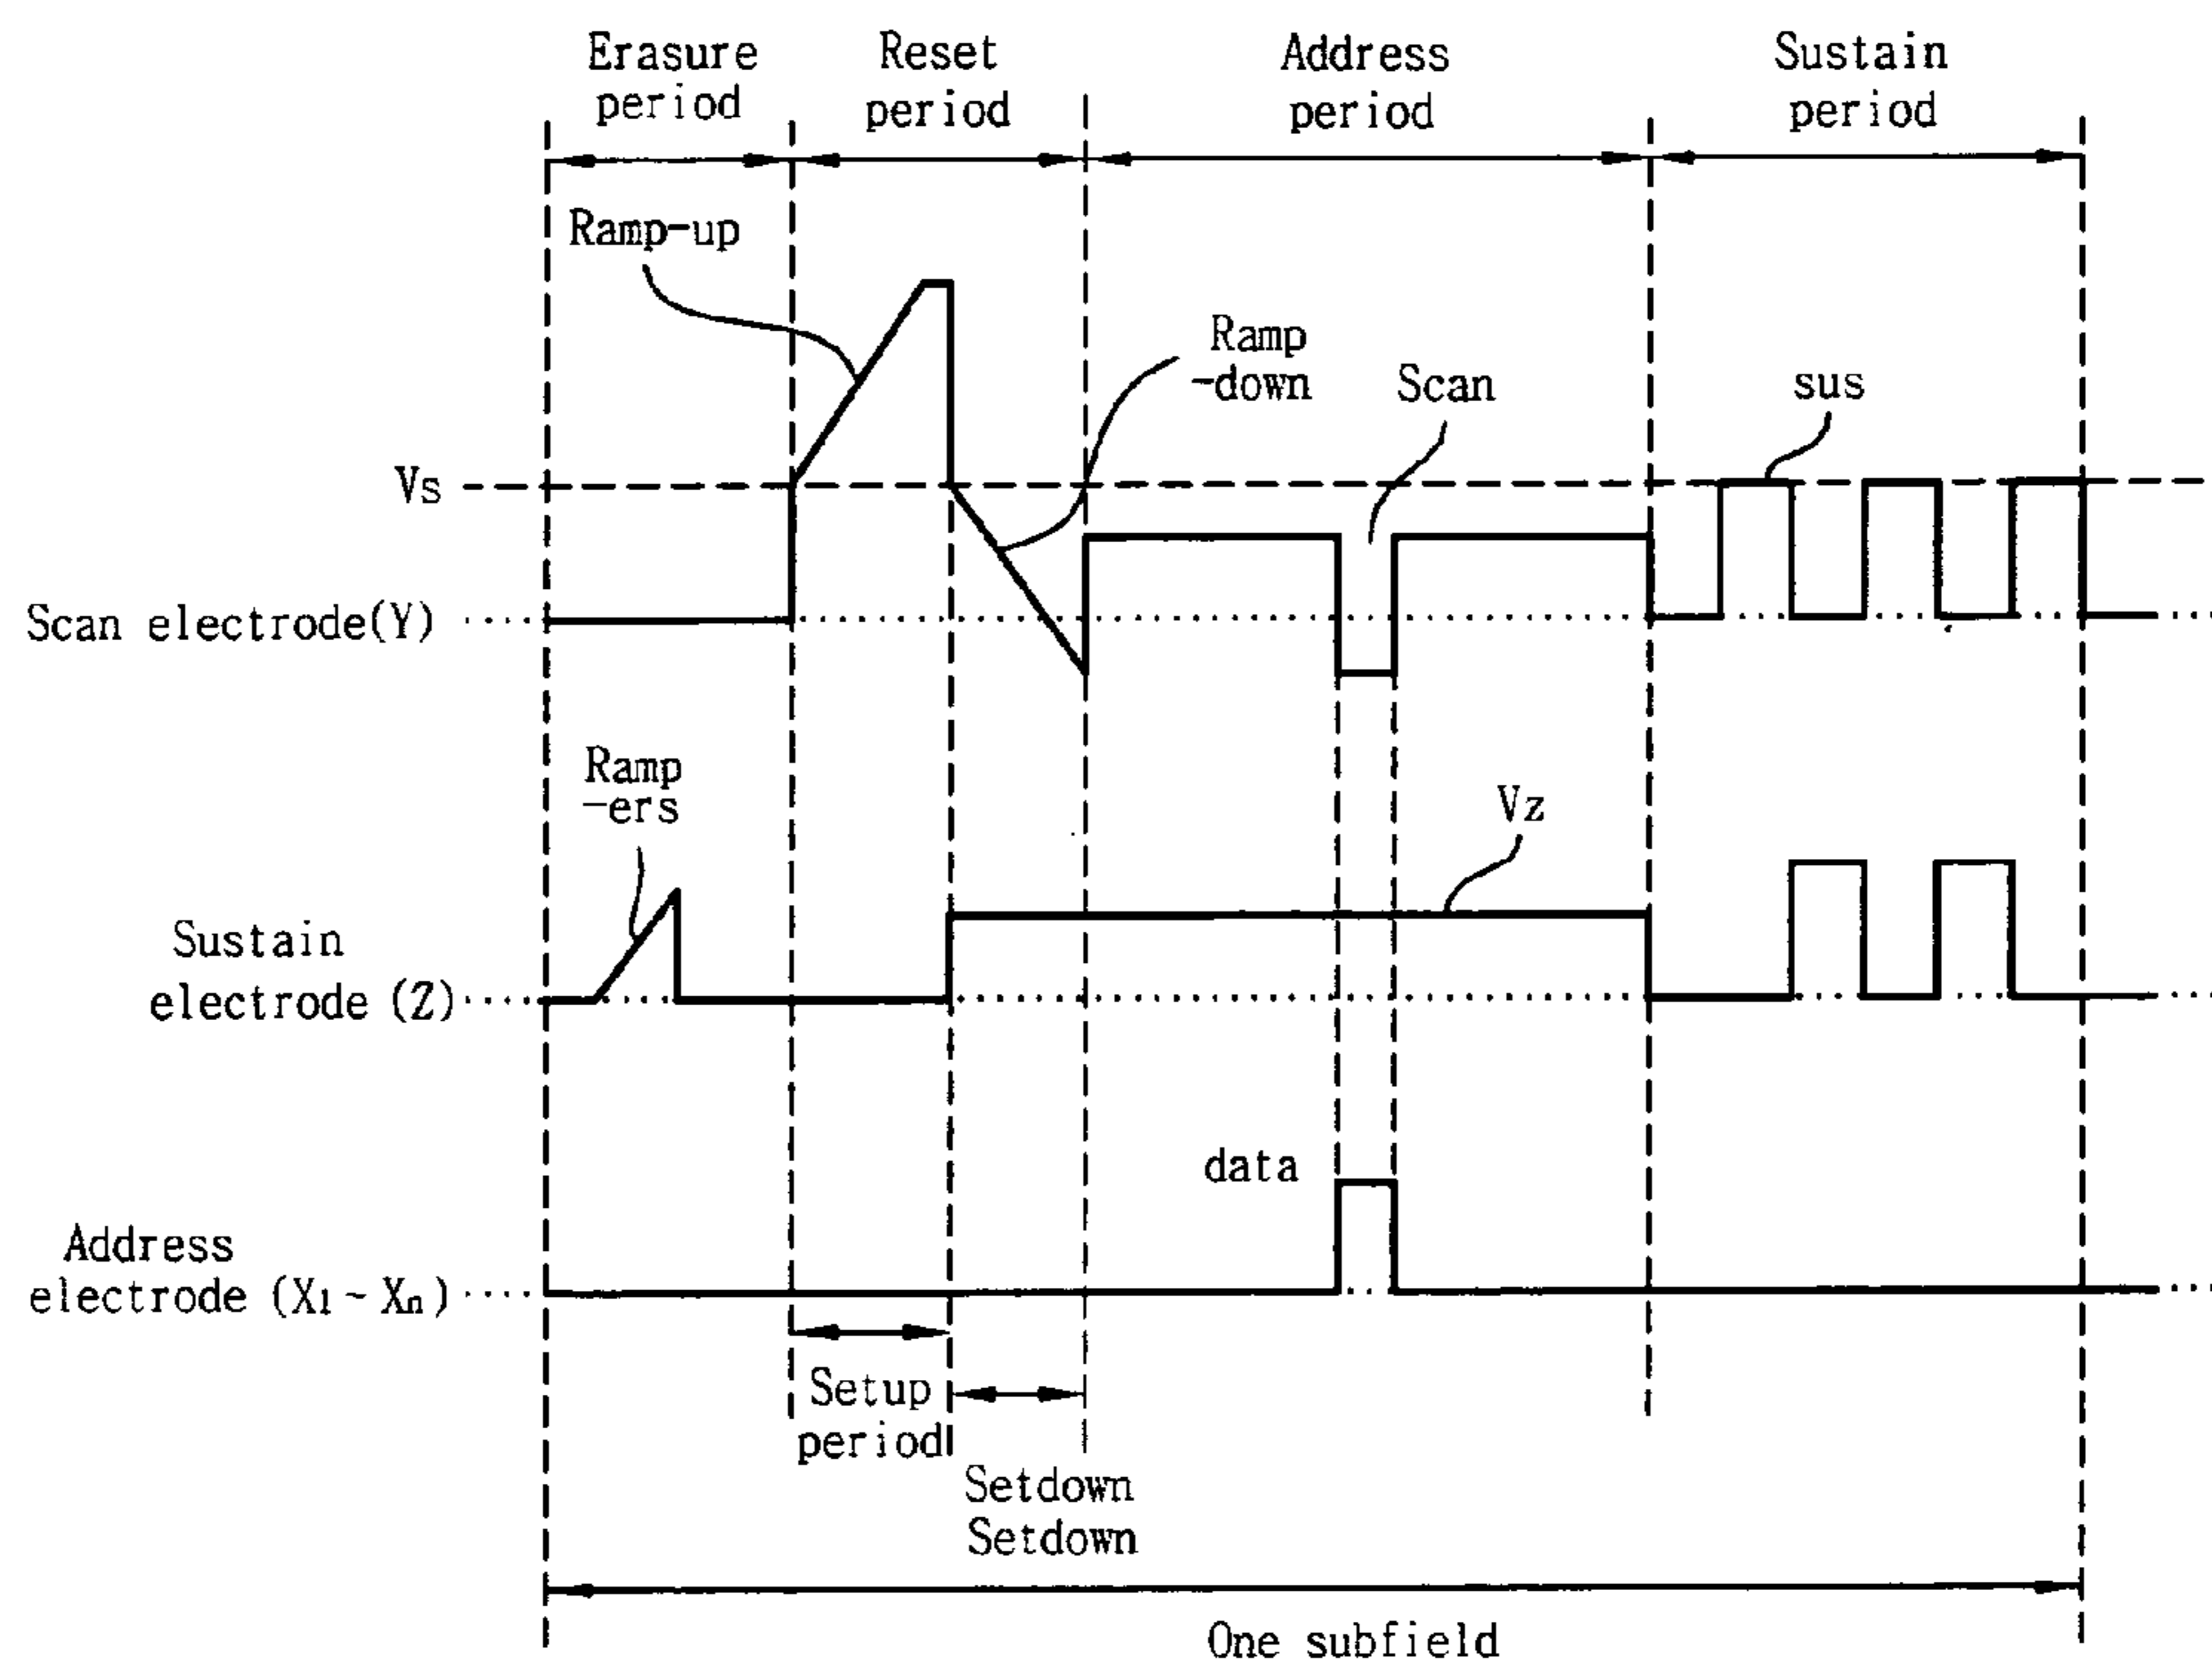 Erasure
period
Reset
period
Address
period
Sustain
period
Ramp-up
Ramp
-down
Scan
sus
Vs
Scan electrode(Y)
Ramp
-ers
Vz
Sustain
electrode (Z)
data
Address
electrode (X1 ~ Xn)
Setup
period
Setdown
Setdown
One subfield